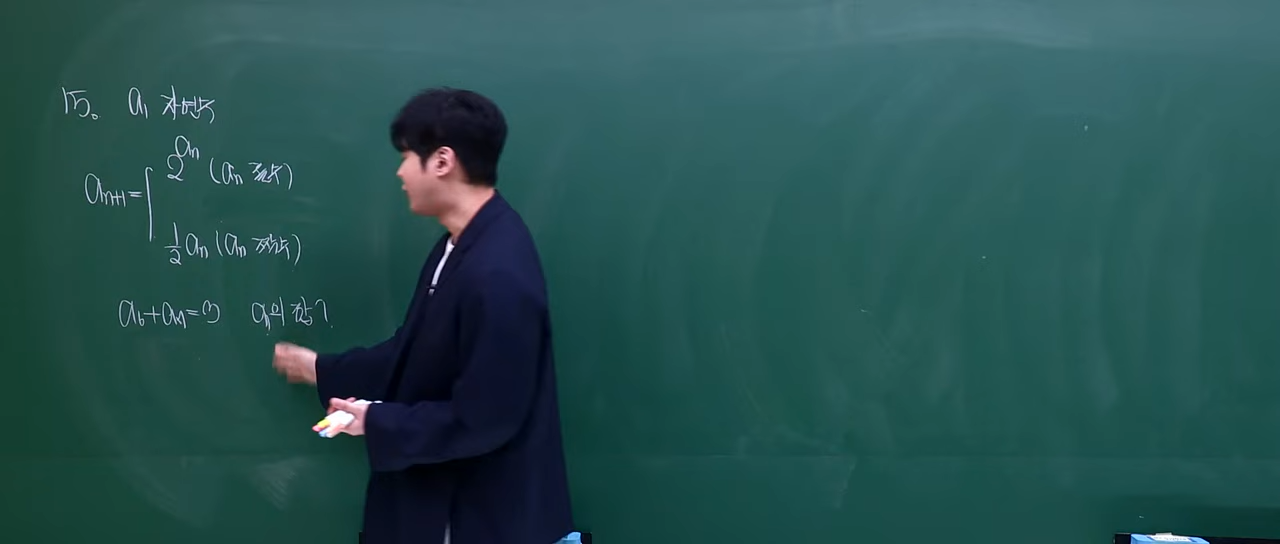 15. a₁ 자연수
aₙ₊₁ = { 2^aₙ (aₙ 홀수)
½aₙ (aₙ 짝수)
a₆+a₇=3 a₁의 합?